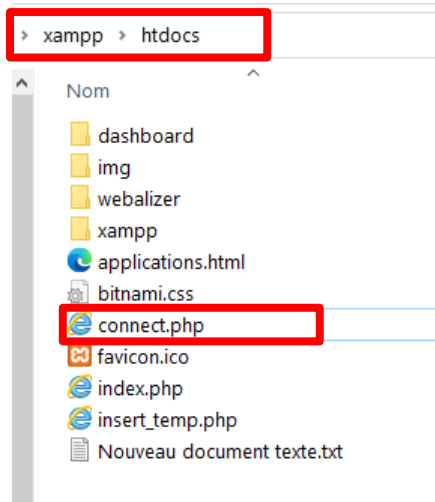 xampp > htdocs
Nom
dashboard
img
webalizer
xampp
applications.html
bitnami.css
connect.php
favicon.ico
index.php
insert_temp.php
Nouveau document texte.txt